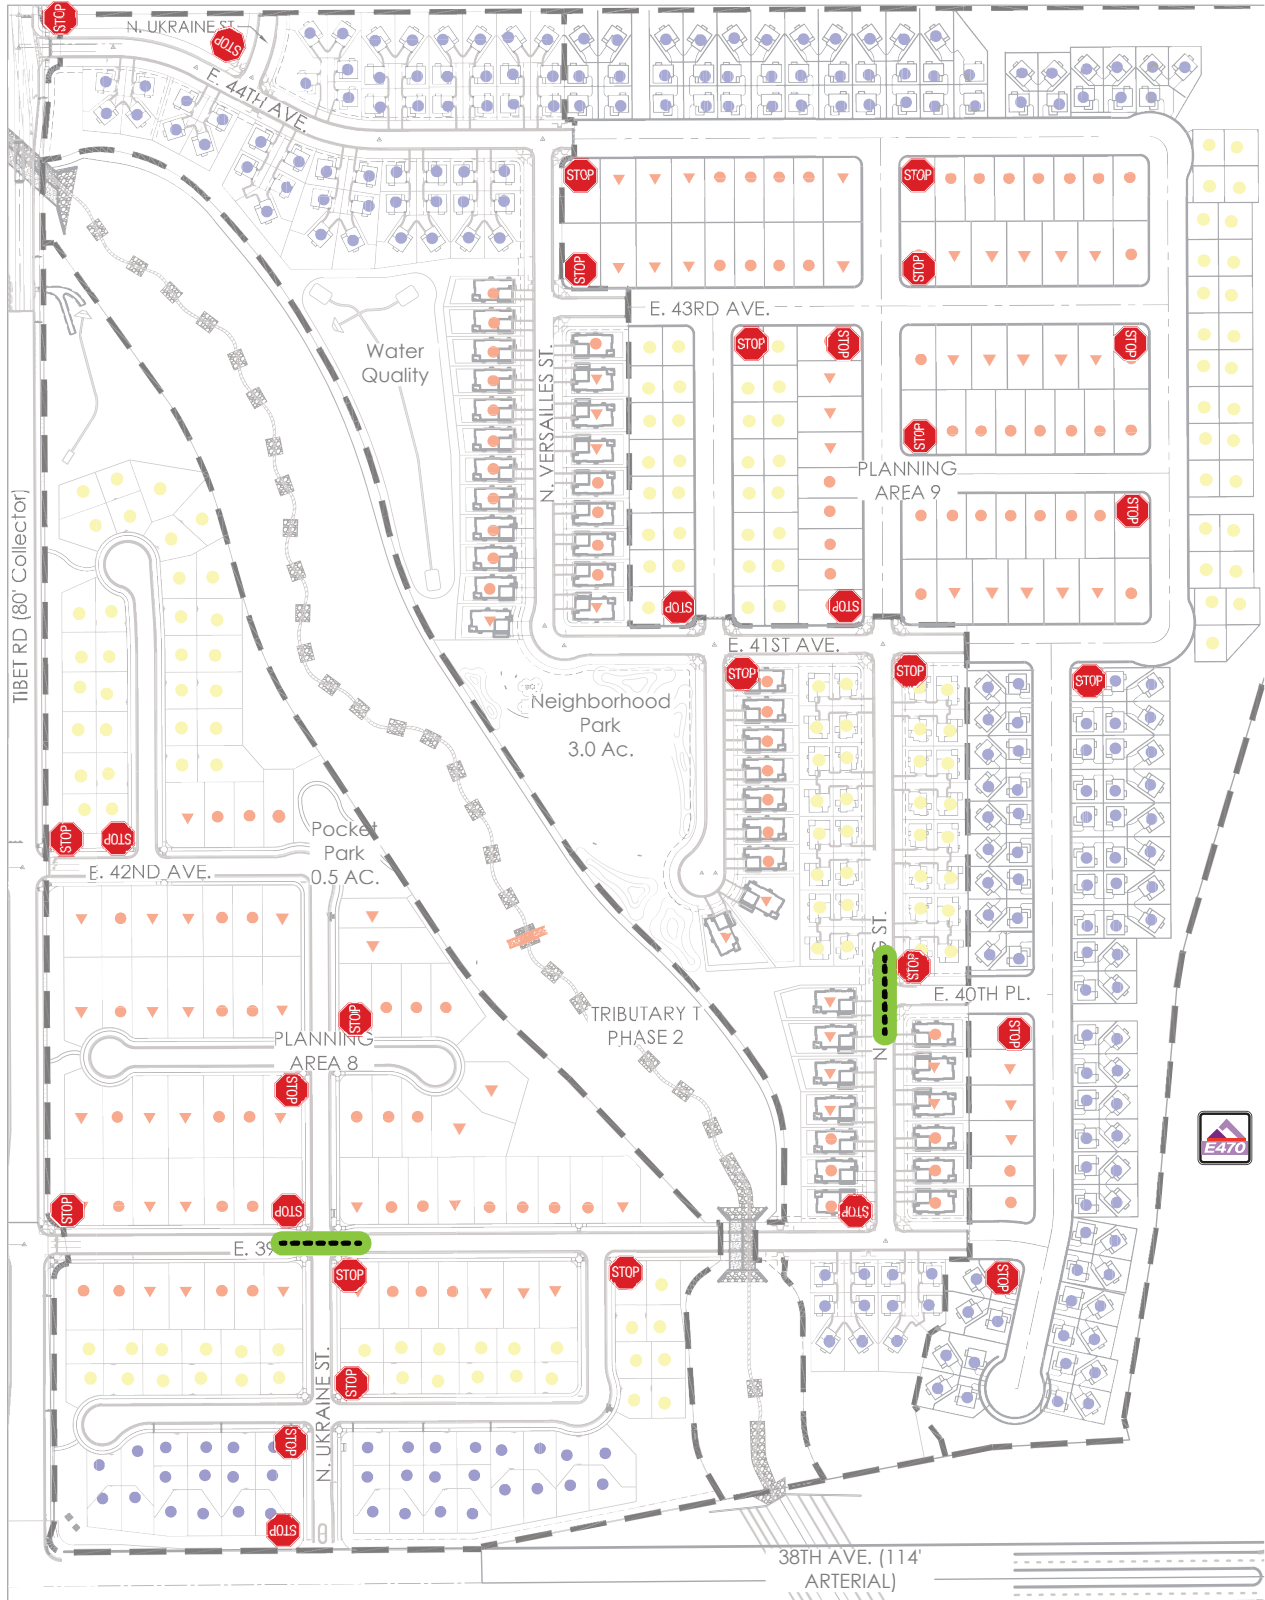 STOP
N. UKRAINE ST.
STOP
E. 44TH AVE.
STOP
STOP
STOP
STOP
E. 43RD AVE.
STOP
STOP
STOP
Water
Quality
N. VERSAILLES ST.
STOP
PLANNING
AREA 9
STOP
TIBET RD (80' Collector)
STOP
STOP
E. 41ST AVE.
STOP
STOP
STOP
Neighborhood
Park
3.0 Ac.
STOP
STOP
Pocket
Park
0.5 AC.
E. 42ND AVE.
G ST.
N
STOP
E. 40TH PL.
STOP
TRIBUTARY T
PHASE 2
STOP
PLANNING
AREA 8
STOP
E470
STOP
STOP
STOP
E. 39
STOP
STOP
STOP
STOP
N. UKRAINE ST.
STOP
STOP
38TH AVE. (114'
ARTERIAL)